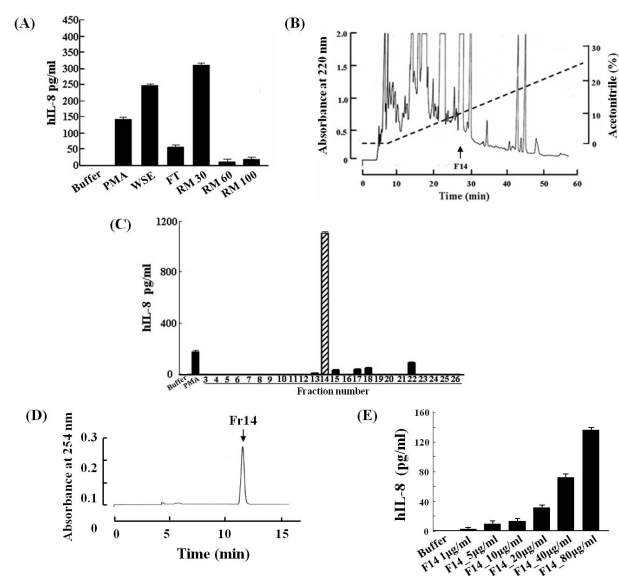 (A)
hIL-8 pg/ml
450
400
350
300
250
200
150
100
50
0
Buffer
PMA
WSE
FT
RM 30
RM 60
RM 100
(B)
Absorbance at 220 nm
2.0
1.5
1.0
0.5
0
30
20
10
0
Acetonitrile (%)
F14
0
10
20
30
40
50
60
Time (min)
(C)
hIL-8 pg/ml
1200
800
400
0
Buffer
PMA
3 4 5 6 7 8 9 10 11 12 13 14 15 16 17 18 19 20 21 22 23 24 25 26
Fraction number
(D)
Fr14
Absorbance at 254 nm
0.3
0.2
0.1
0
0
5
10
15
Time (min)
(E)
hIL-8 (pg/ml)
160
120
80
40
0
Buffer
F14 1µg/ml
F14_5µg/ml
F14_10µg/ml
F14_20µg/ml
F14_40µg/ml
F14_80µg/ml